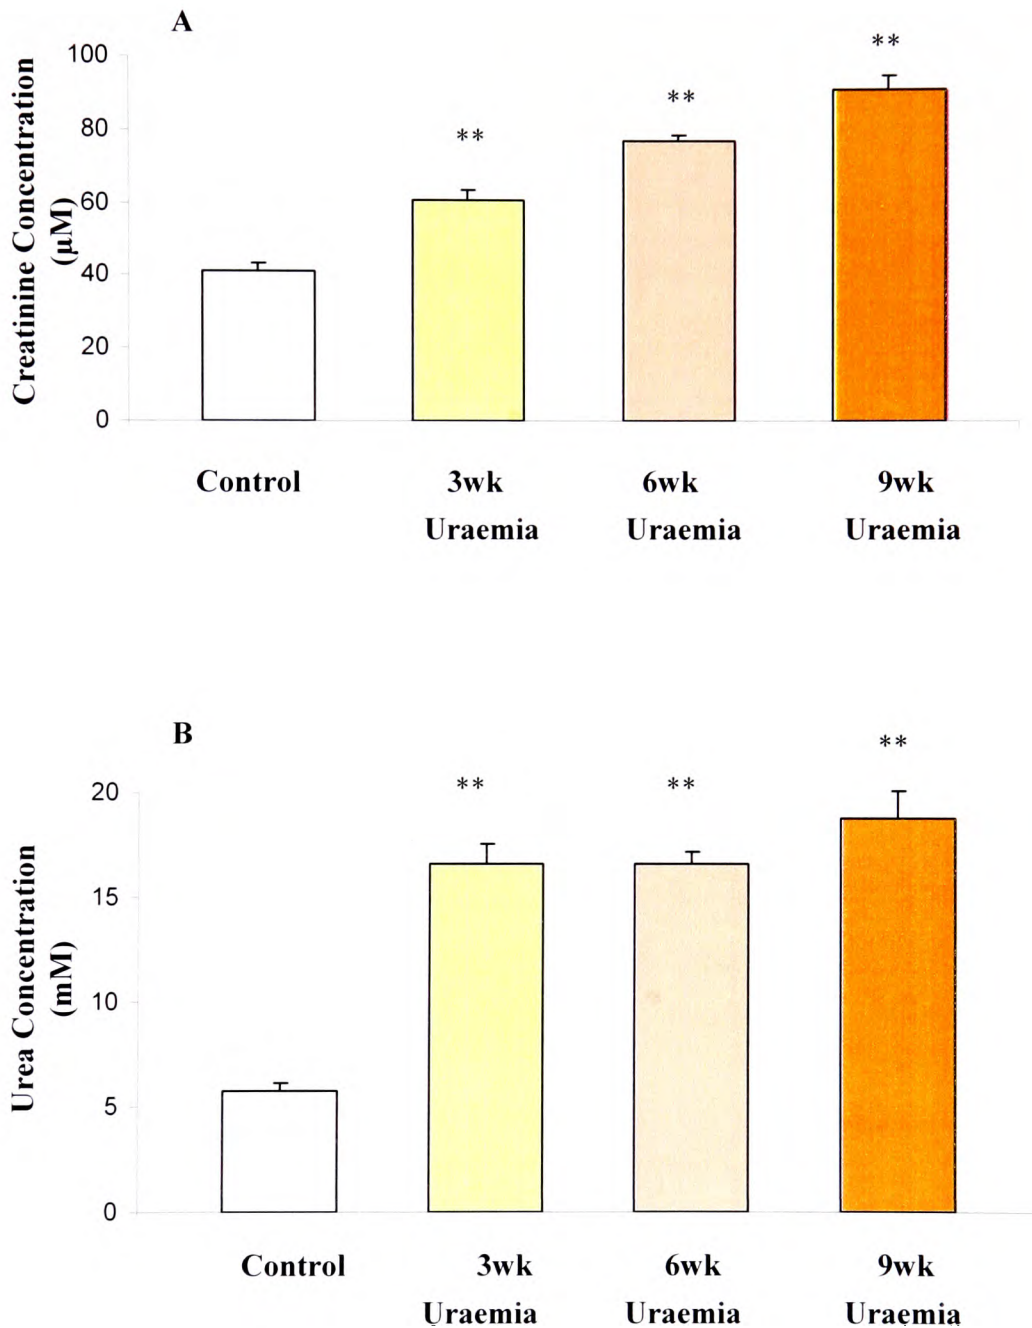 A
Creatinine Concentration
(µM)
100
80
60
40
20
0
**
**
**
Control
3wk
Uraemia
6wk
Uraemia
9wk
Uraemia
B
Urea Concentration
(mM)
20
15
10
5
0
**
**
**
Control
3wk
Uraemia
6wk
Uraemia
9wk
Uraemia